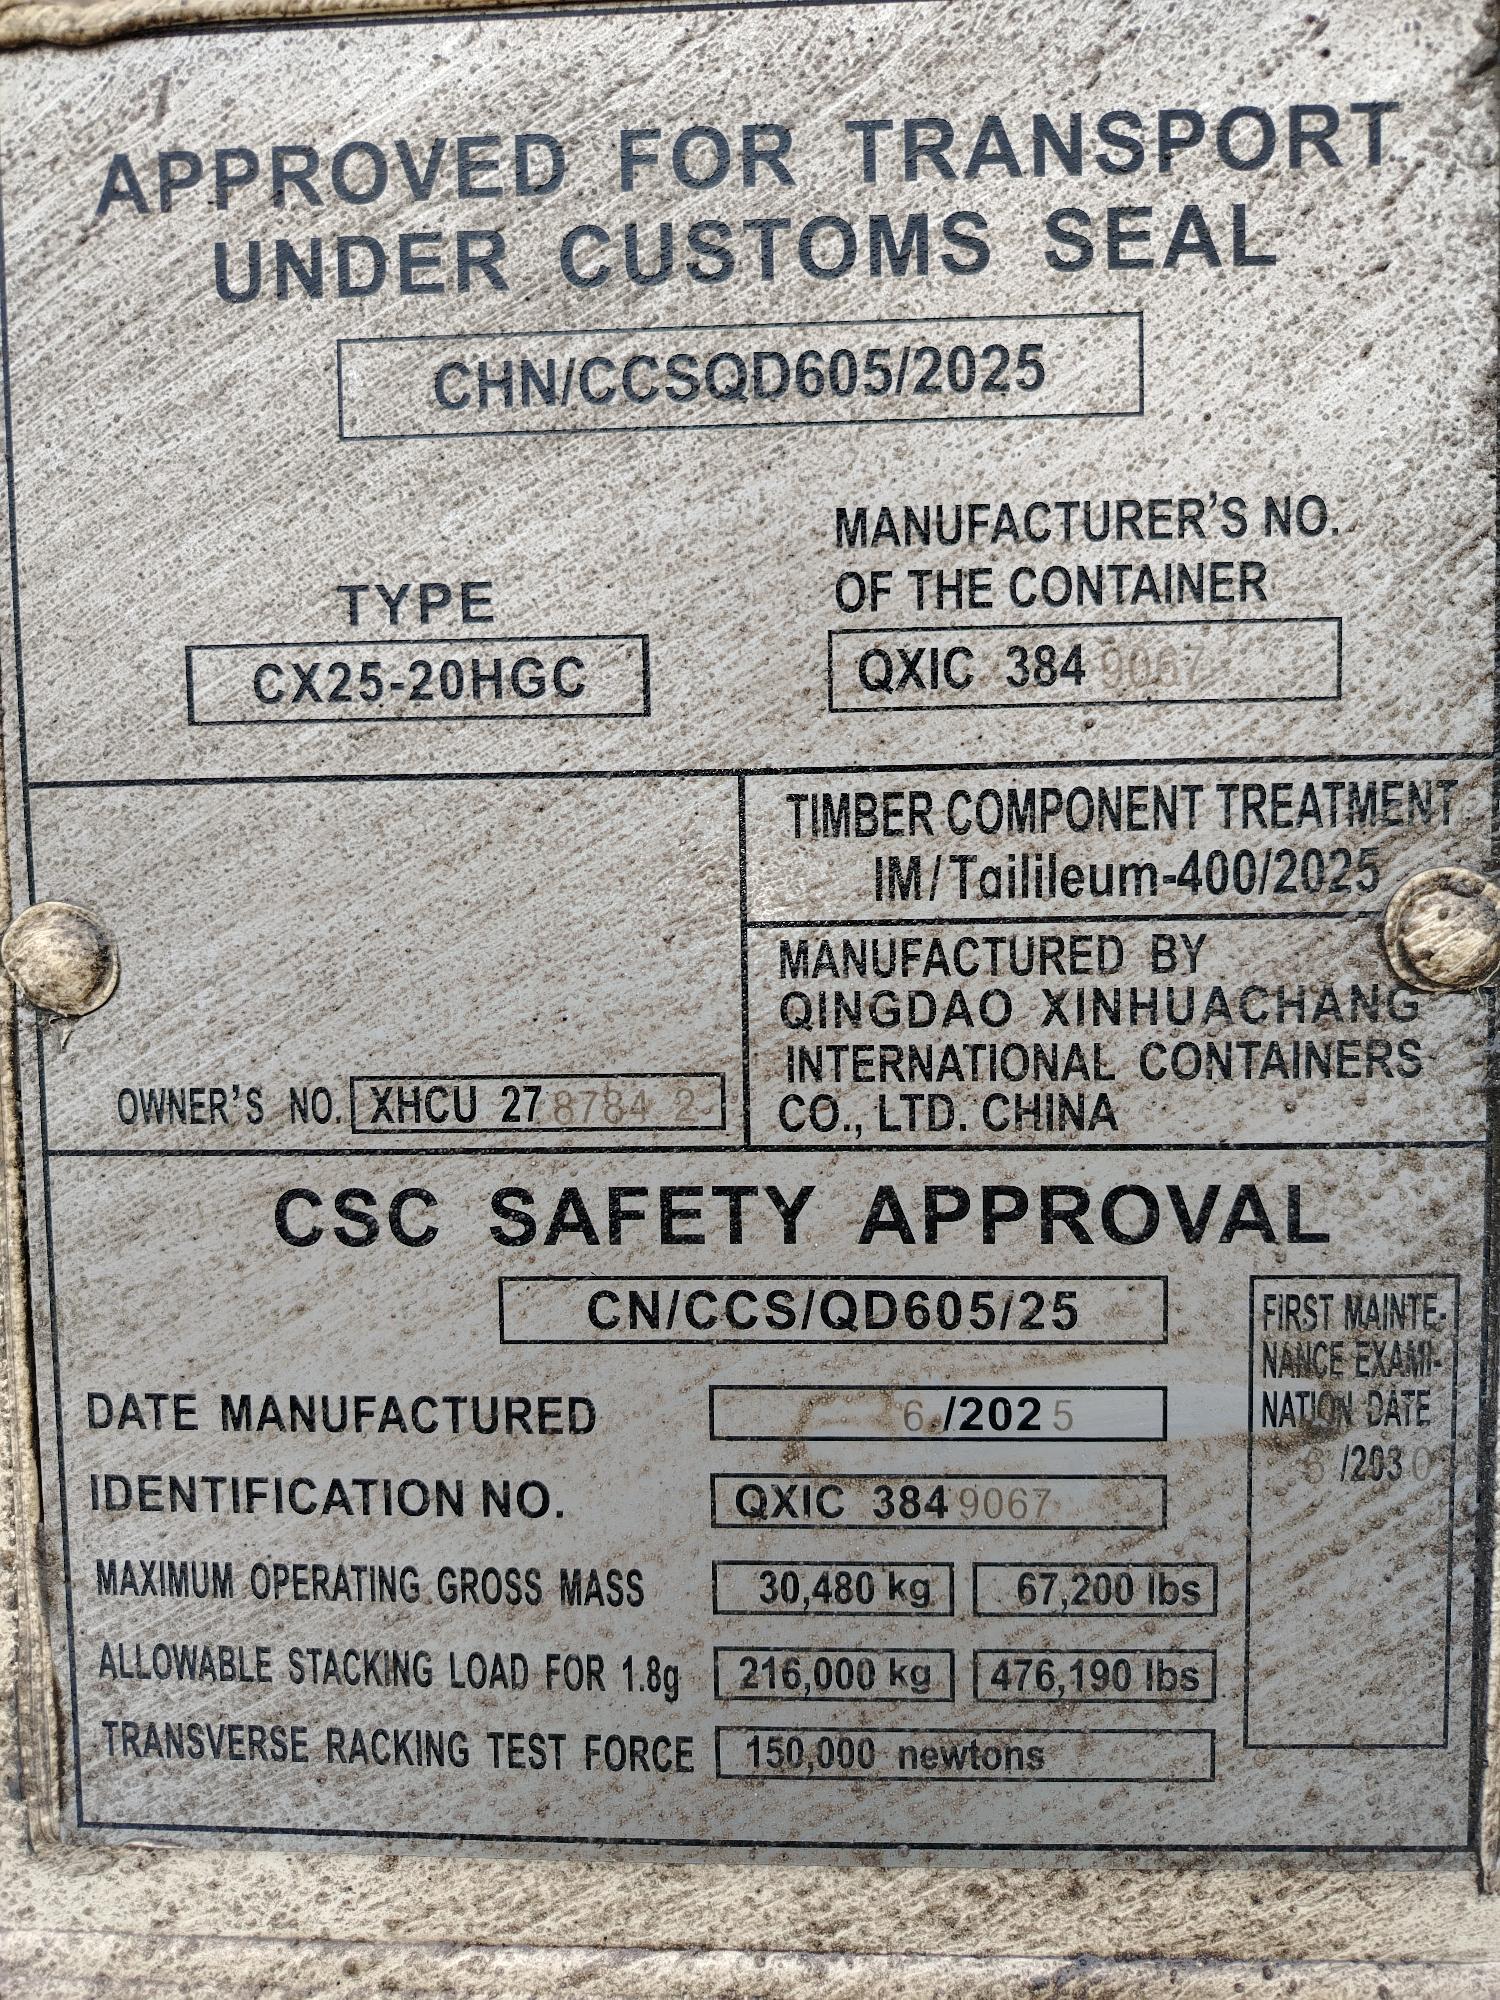 APPROVED FOR TRANSPORT
UNDER CUSTOMS SEAL
CHN/CCSQD605/2025
TYPE
CX25-20HGC
MANUFACTURER'S NO.
OF THE CONTAINER
QXIC 384 9067
TIMBER COMPONENT TREATMENT
IM/Tailileum-400/2025
MANUFACTURED BY
QINGDAO XINHUACHANG
INTERNATIONAL CONTAINERS
CO., LTD. CHINA
OWNER'S NO. XHCU 27 8784 2
CSC SAFETY APPROVAL
CN/CCS/QD605/25
DATE MANUFACTURED 6 /2025
IDENTIFICATION NO. QXIC 384 9067
MAXIMUM OPERATING GROSS MASS 30,480 kg 67,200 lbs
ALLOWABLE STACKING LOAD FOR 1.8g 216,000 kg 476,190 lbs
TRANSVERSE RACKING TEST FORCE 150,000 newtons
FIRST MAINTE-
NANCE EXAMI-
NATION DATE
/2030